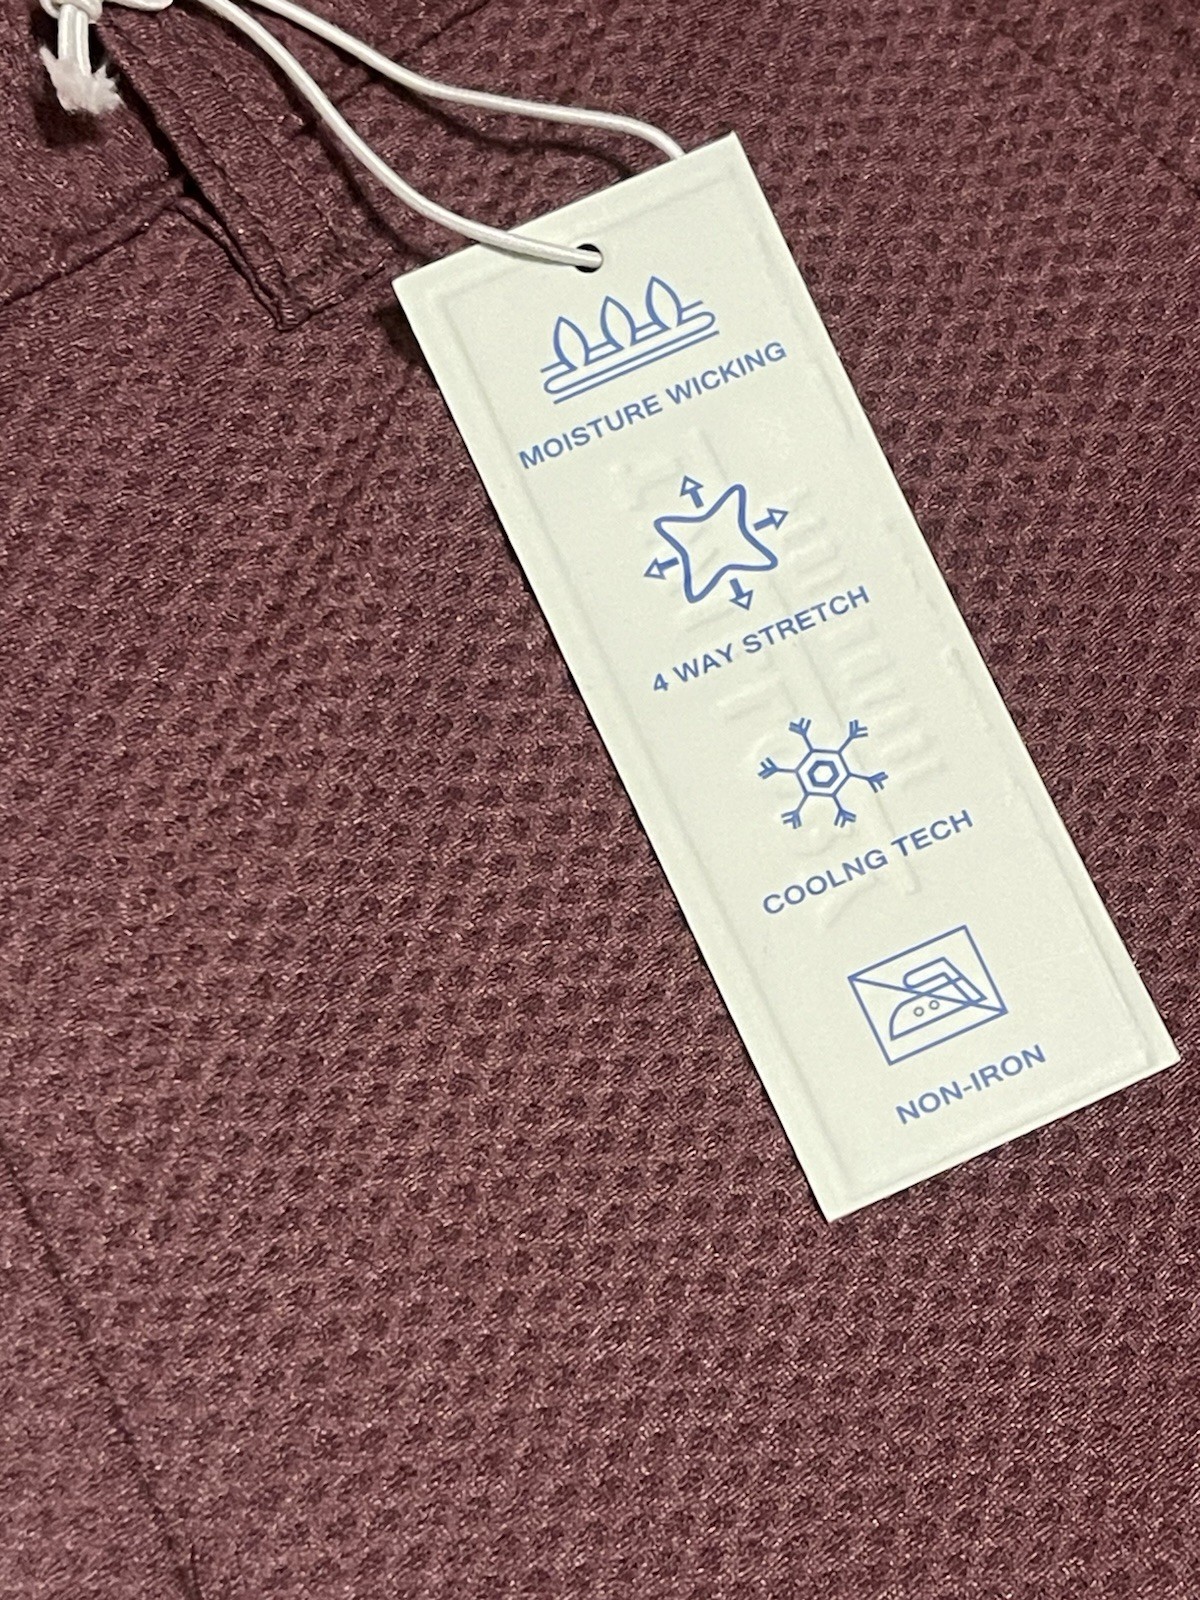 MOISTURE WICKING
4 WAY STRETCH
COOLNG TECH
NON-IRON